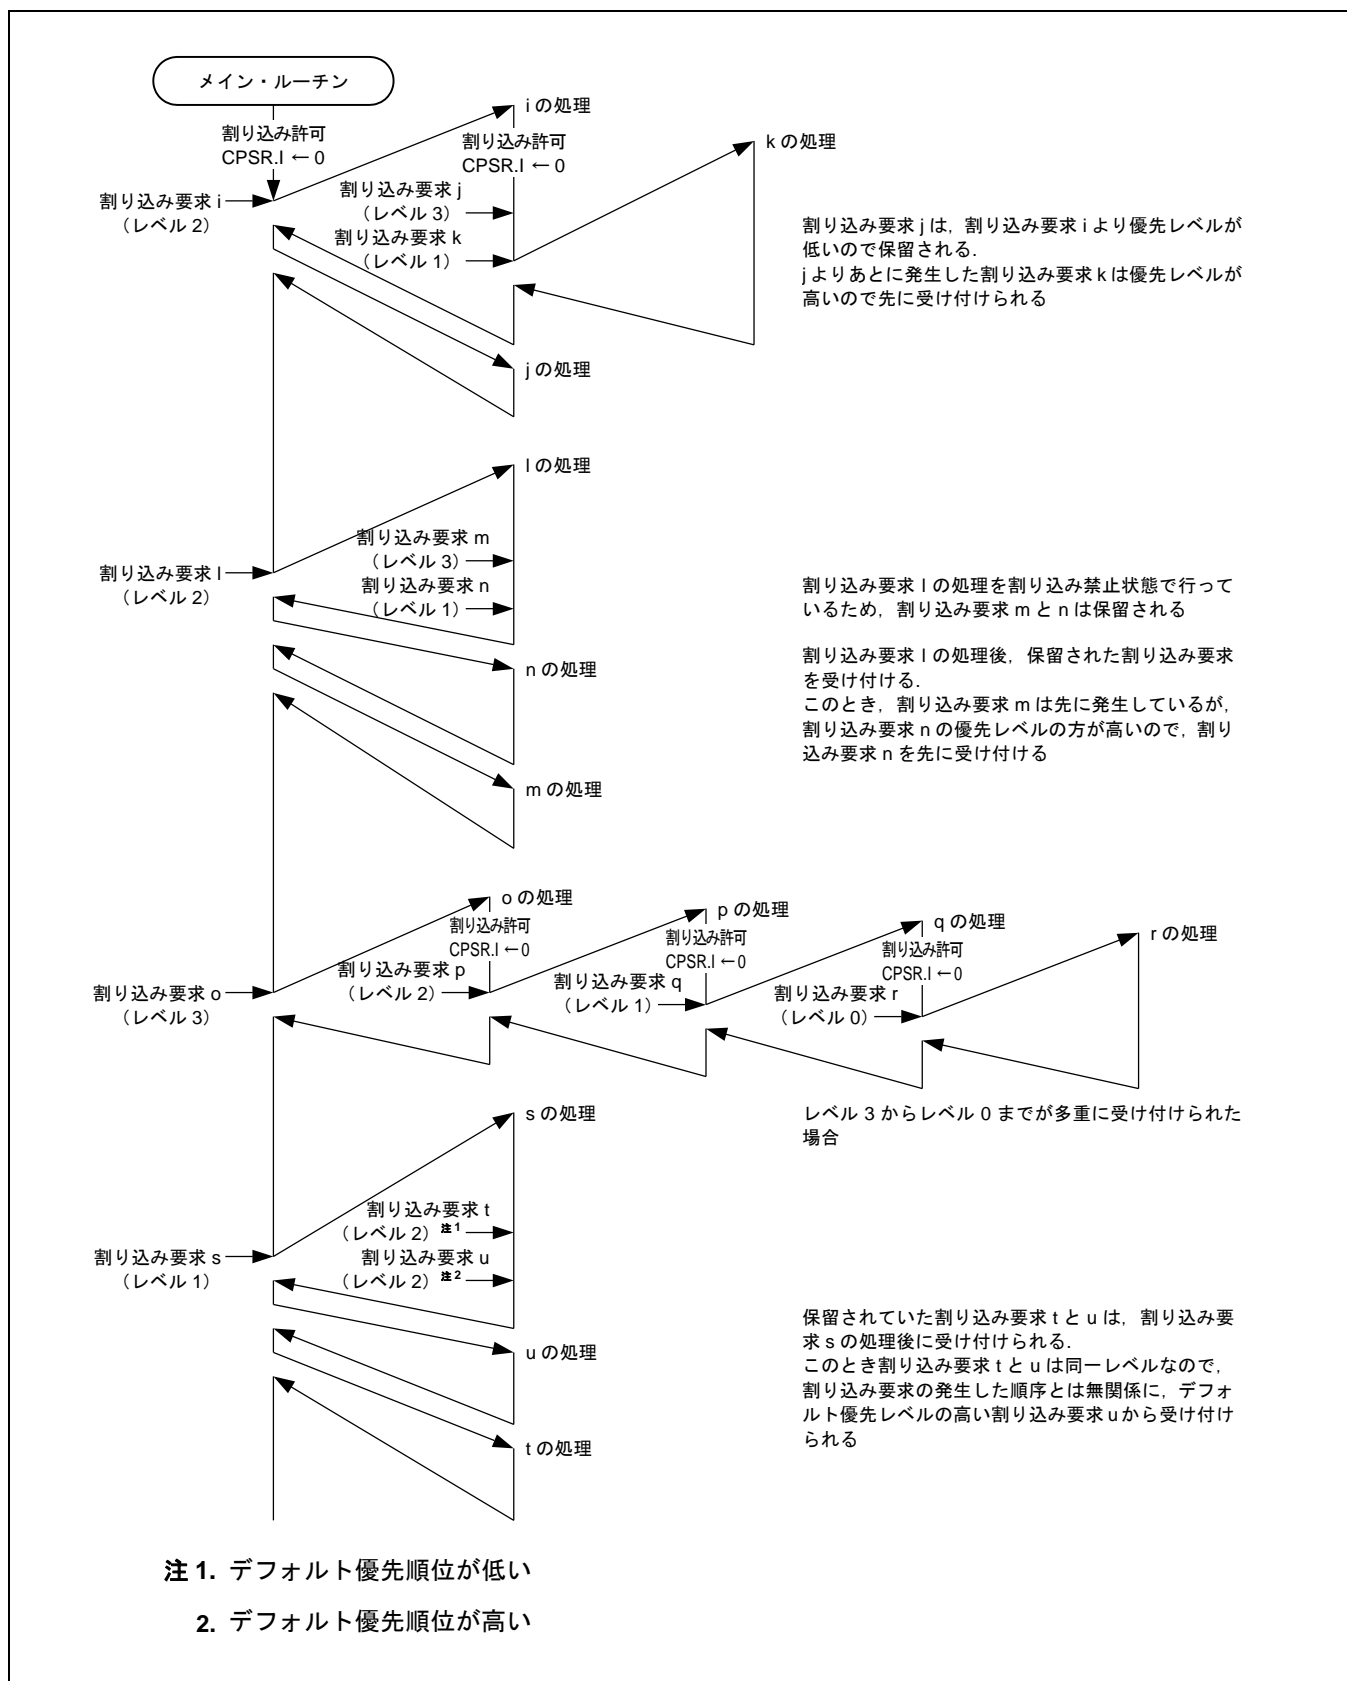 メイン・ルーチン
割り込み許可
CPSR.I ← 0
割り込み要求 i
（レベル 2）
i の処理
割り込み許可
CPSR.I ← 0
割り込み要求 j
（レベル 3）
割り込み要求 k
（レベル 1）
k の処理
割り込み要求 j は，割り込み要求 i より優先レベルが
低いので保留される．
j よりあとに発生した割り込み要求 k は優先レベルが
高いので先に受け付けられる
j の処理
l の処理
割り込み要求 m
（レベル 3）
割り込み要求 l
（レベル 2）
割り込み要求 n
（レベル 1）
割り込み要求 l の処理を割り込み禁止状態で行って
いるため，割り込み要求 m と n は保留される
割り込み要求 l の処理後，保留された割り込み要求
を受け付ける．
このとき，割り込み要求 m は先に発生しているが，
割り込み要求 n の優先レベルの方が高いので，割り
込み要求 n を先に受け付ける
n の処理
m の処理
o の処理
割り込み許可
CPSR.I ← 0
p の処理
割り込み許可
CPSR.I ← 0
q の処理
割り込み許可
CPSR.I ← 0
r の処理
割り込み要求 o
（レベル 3）
割り込み要求 p
（レベル 2）
割り込み要求 q
（レベル 1）
割り込み要求 r
（レベル 0）
レベル 3 からレベル 0 までが多重に受け付けられた
場合
s の処理
割り込み要求 t
（レベル 2）注 1
割り込み要求 s
（レベル 1）
割り込み要求 u
（レベル 2）注 2
保留されていた割り込み要求 t と u は，割り込み要
求 s の処理後に受け付けられる．
このとき割り込み要求 t と u は同一レベルなので，
割り込み要求の発生した順序とは無関係に，デフォ
ルト優先レベルの高い割り込み要求 u から受け付け
られる
u の処理
t の処理
注 1. デフォルト優先順位が低い
2. デフォルト優先順位が高い